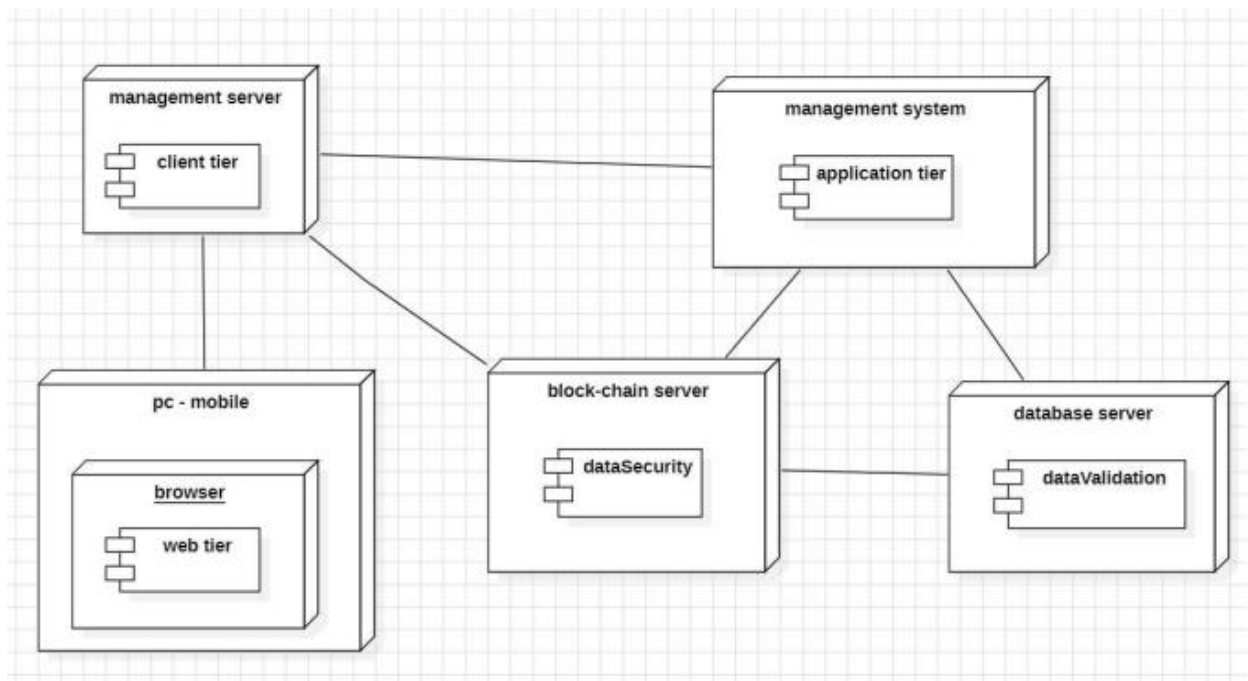 management server
client tier
management system
application tier
pc - mobile
browser
web tier
block-chain server
dataSecurity
database server
dataValidation